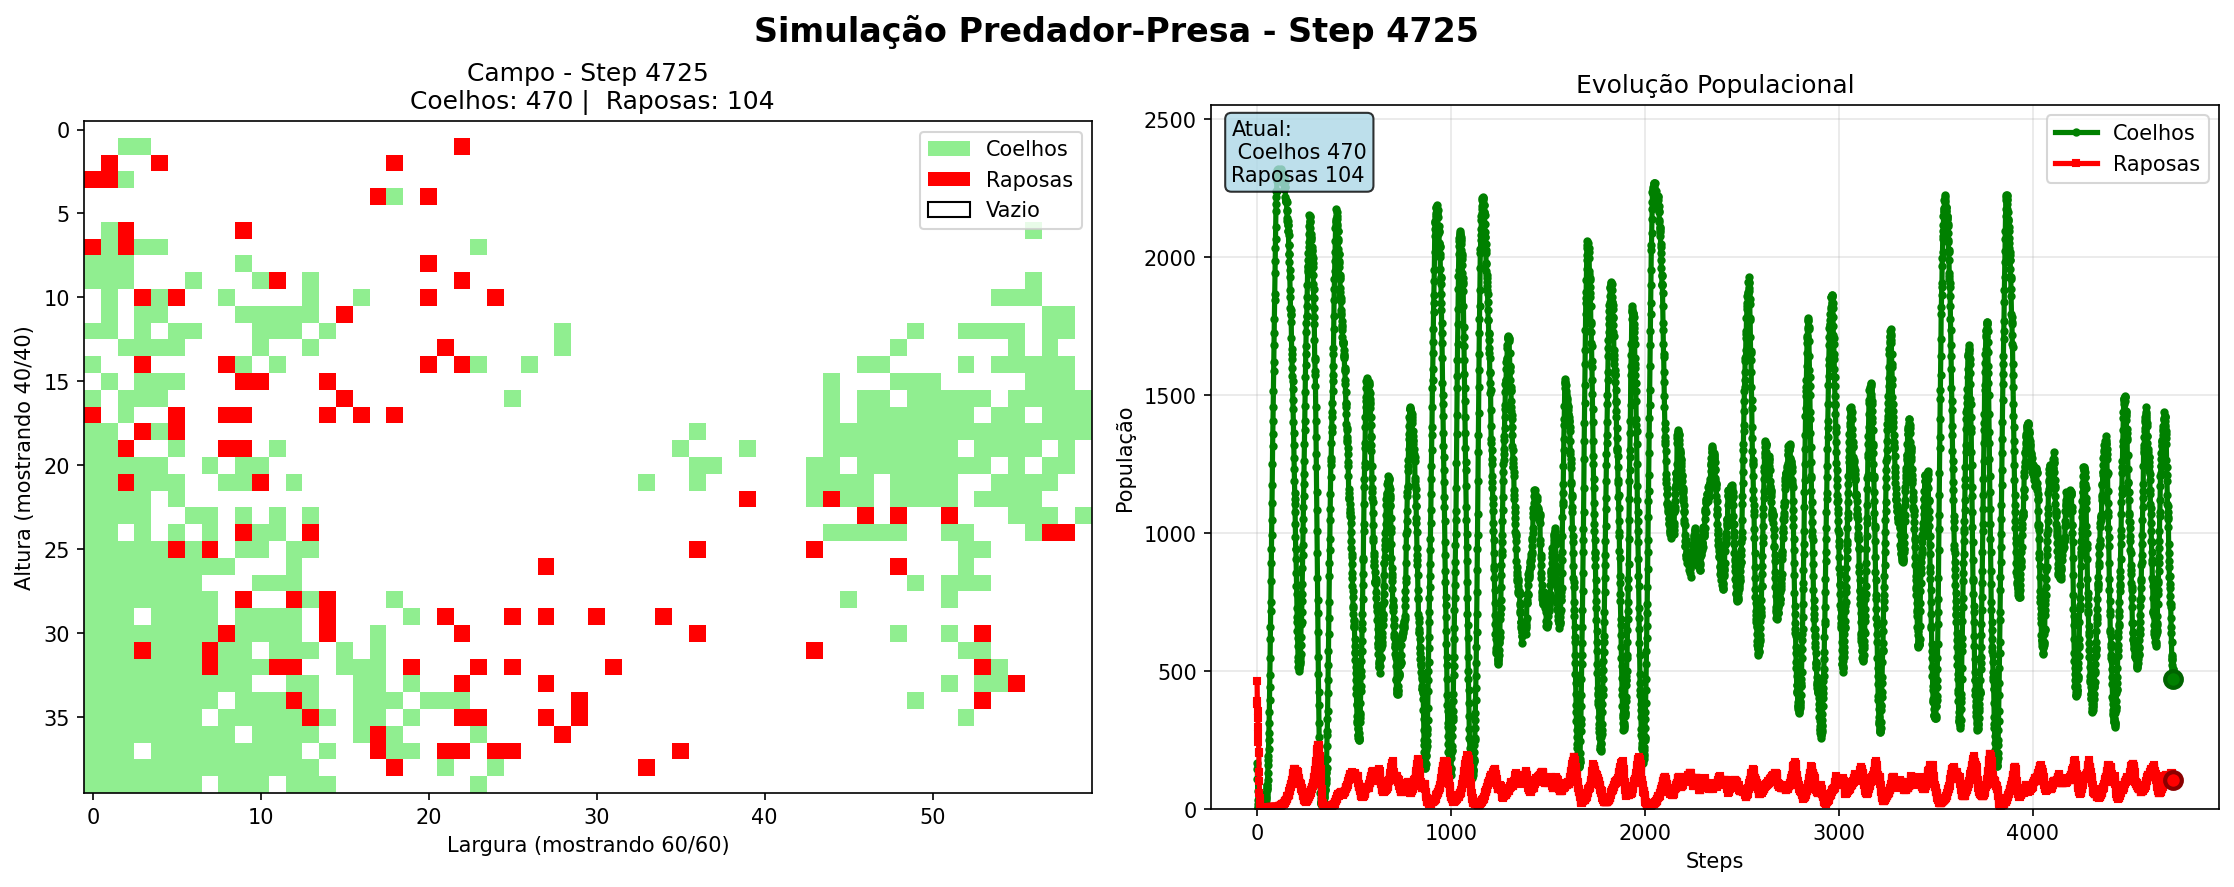 Simulação Predador-Presa - Step 4725
Campo - Step 4725
Coelhos: 470 |  Raposas: 104
Coelhos
Raposas
Vazio
0
5
10
15
20
25
30
35
Altura (mostrando 40/40)
0
10
20
30
40
50
Largura (mostrando 60/60)
Evolução Populacional
Atual:
Coelhos 470
Raposas 104
Coelhos
Raposas
2500
2000
1500
1000
500
0
População
0
1000
2000
3000
4000
Steps